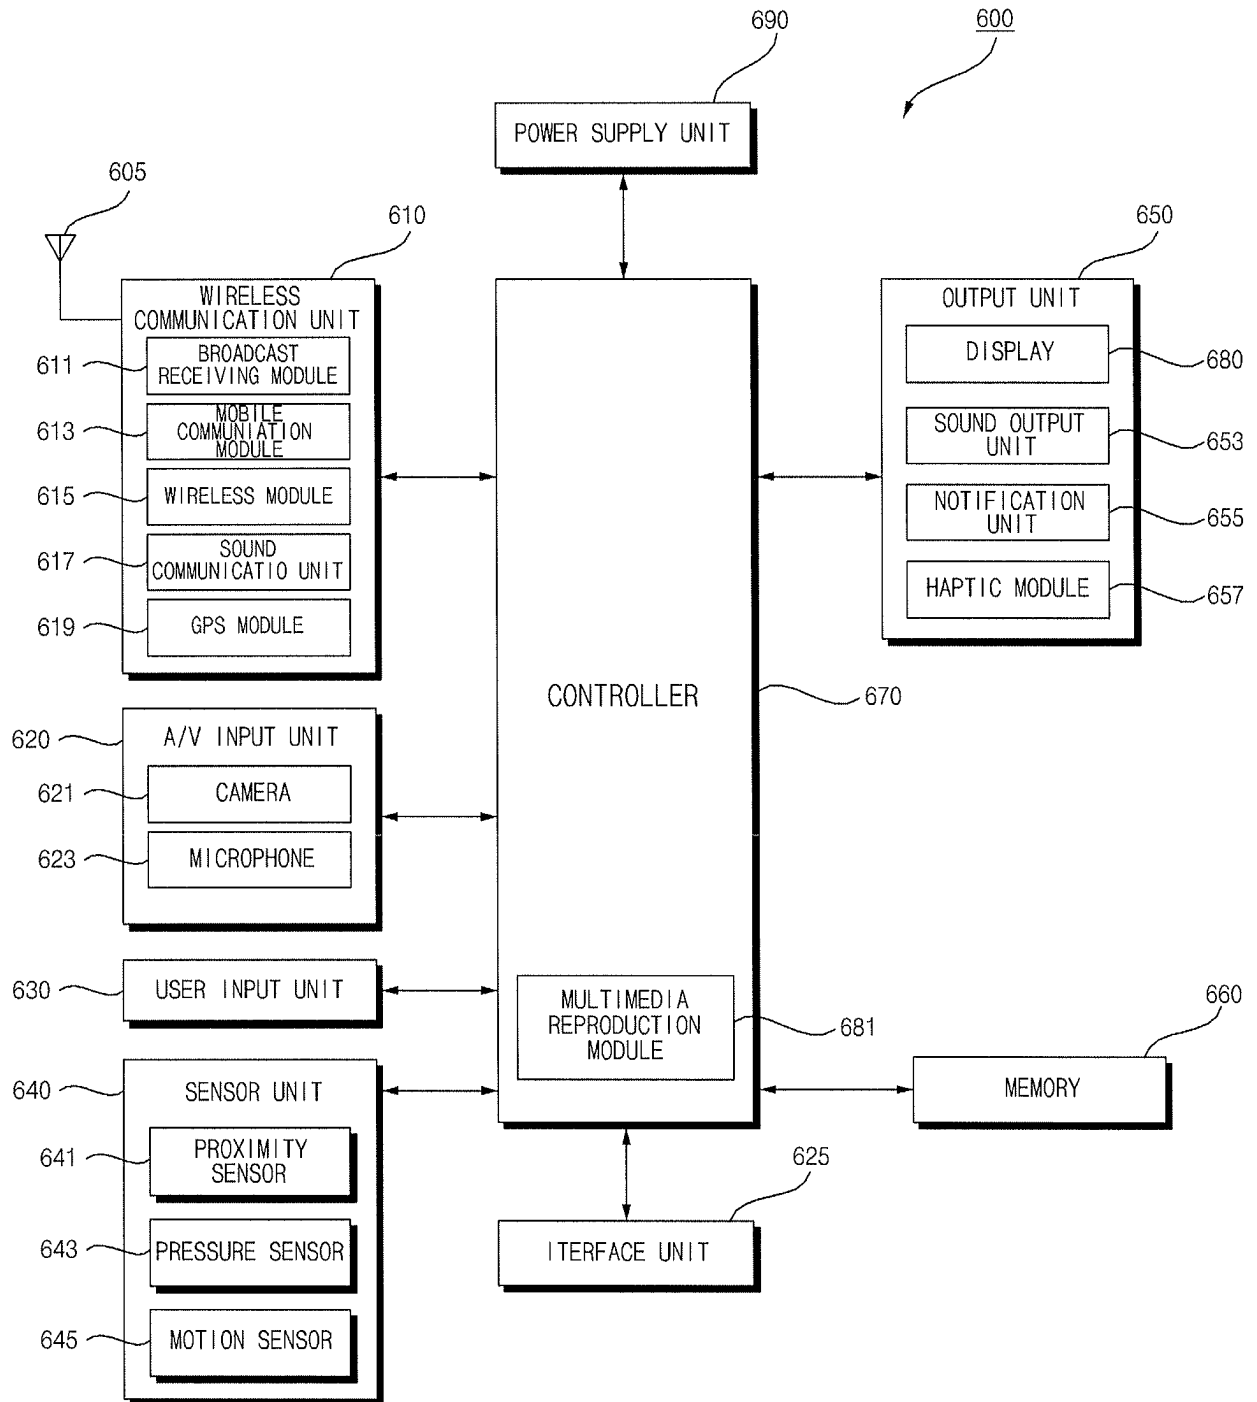 690
600
POWER SUPPLY UNIT
605
610
650
WIRELESS
COMMUNICATION UNIT
OUTPUT UNIT
611
BROADCAST
RECEIVING MODULE
DISPLAY
680
613
MOBILE
COMMUNIATION
MODULE
SOUND OUTPUT
UNIT
653
615
WIRELESS MODULE
NOTIFICATION
UNIT
655
617
SOUND
COMMUNICATIO UNIT
HAPTIC MODULE
657
619
GPS MODULE
CONTROLLER
670
620
A/V INPUT UNIT
621
CAMERA
623
MICROPHONE
630
USER INPUT UNIT
MULTIMEDIA
REPRODUCTION
MODULE
681
660
640
SENSOR UNIT
MEMORY
641
PROXIMITY
SENSOR
625
643
PRESSURE SENSOR
ITERFACE UNIT
645
MOTION SENSOR